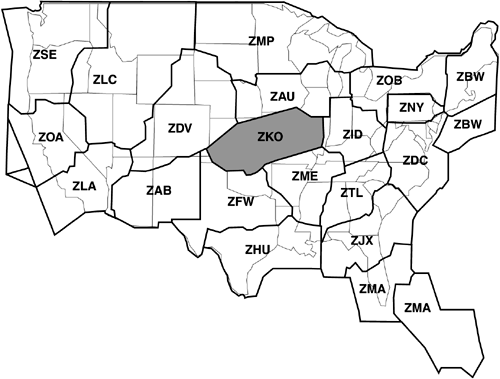 ZMP
ZSE
ZLC
ZOB
ZBW
ZAU
ZNY
ZDV
ZBW
ZOA
ZKO
ZID
ZDC
ZLA
ZAB
ZME
ZTL
ZFW
ZJX
ZHU
ZMA
ZMA